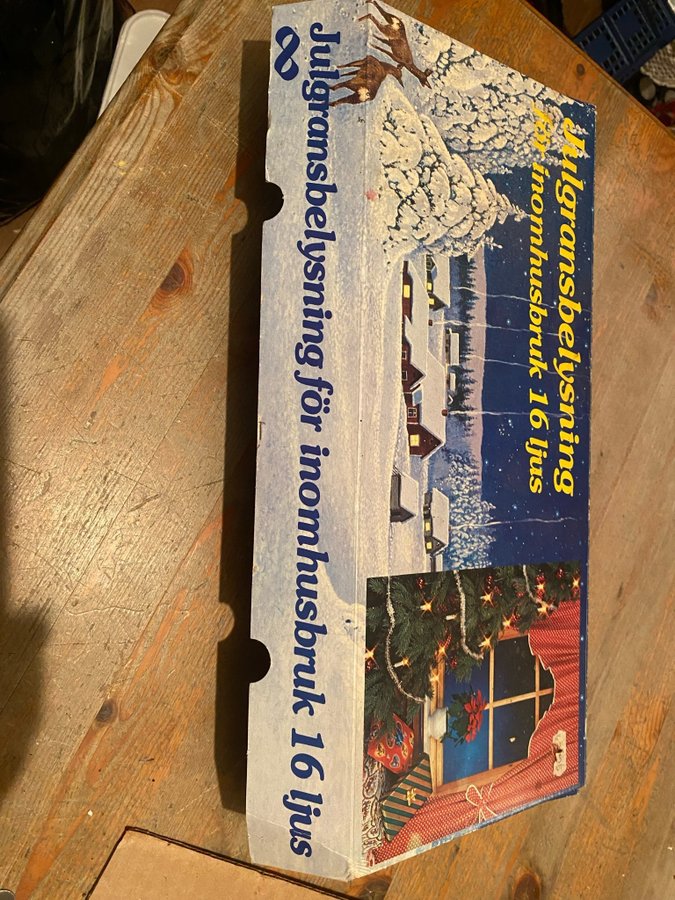 Julgransbelysning
för inomhusbruk 16 ljus
Julgransbelysning för inomhusbruk 16 ljus